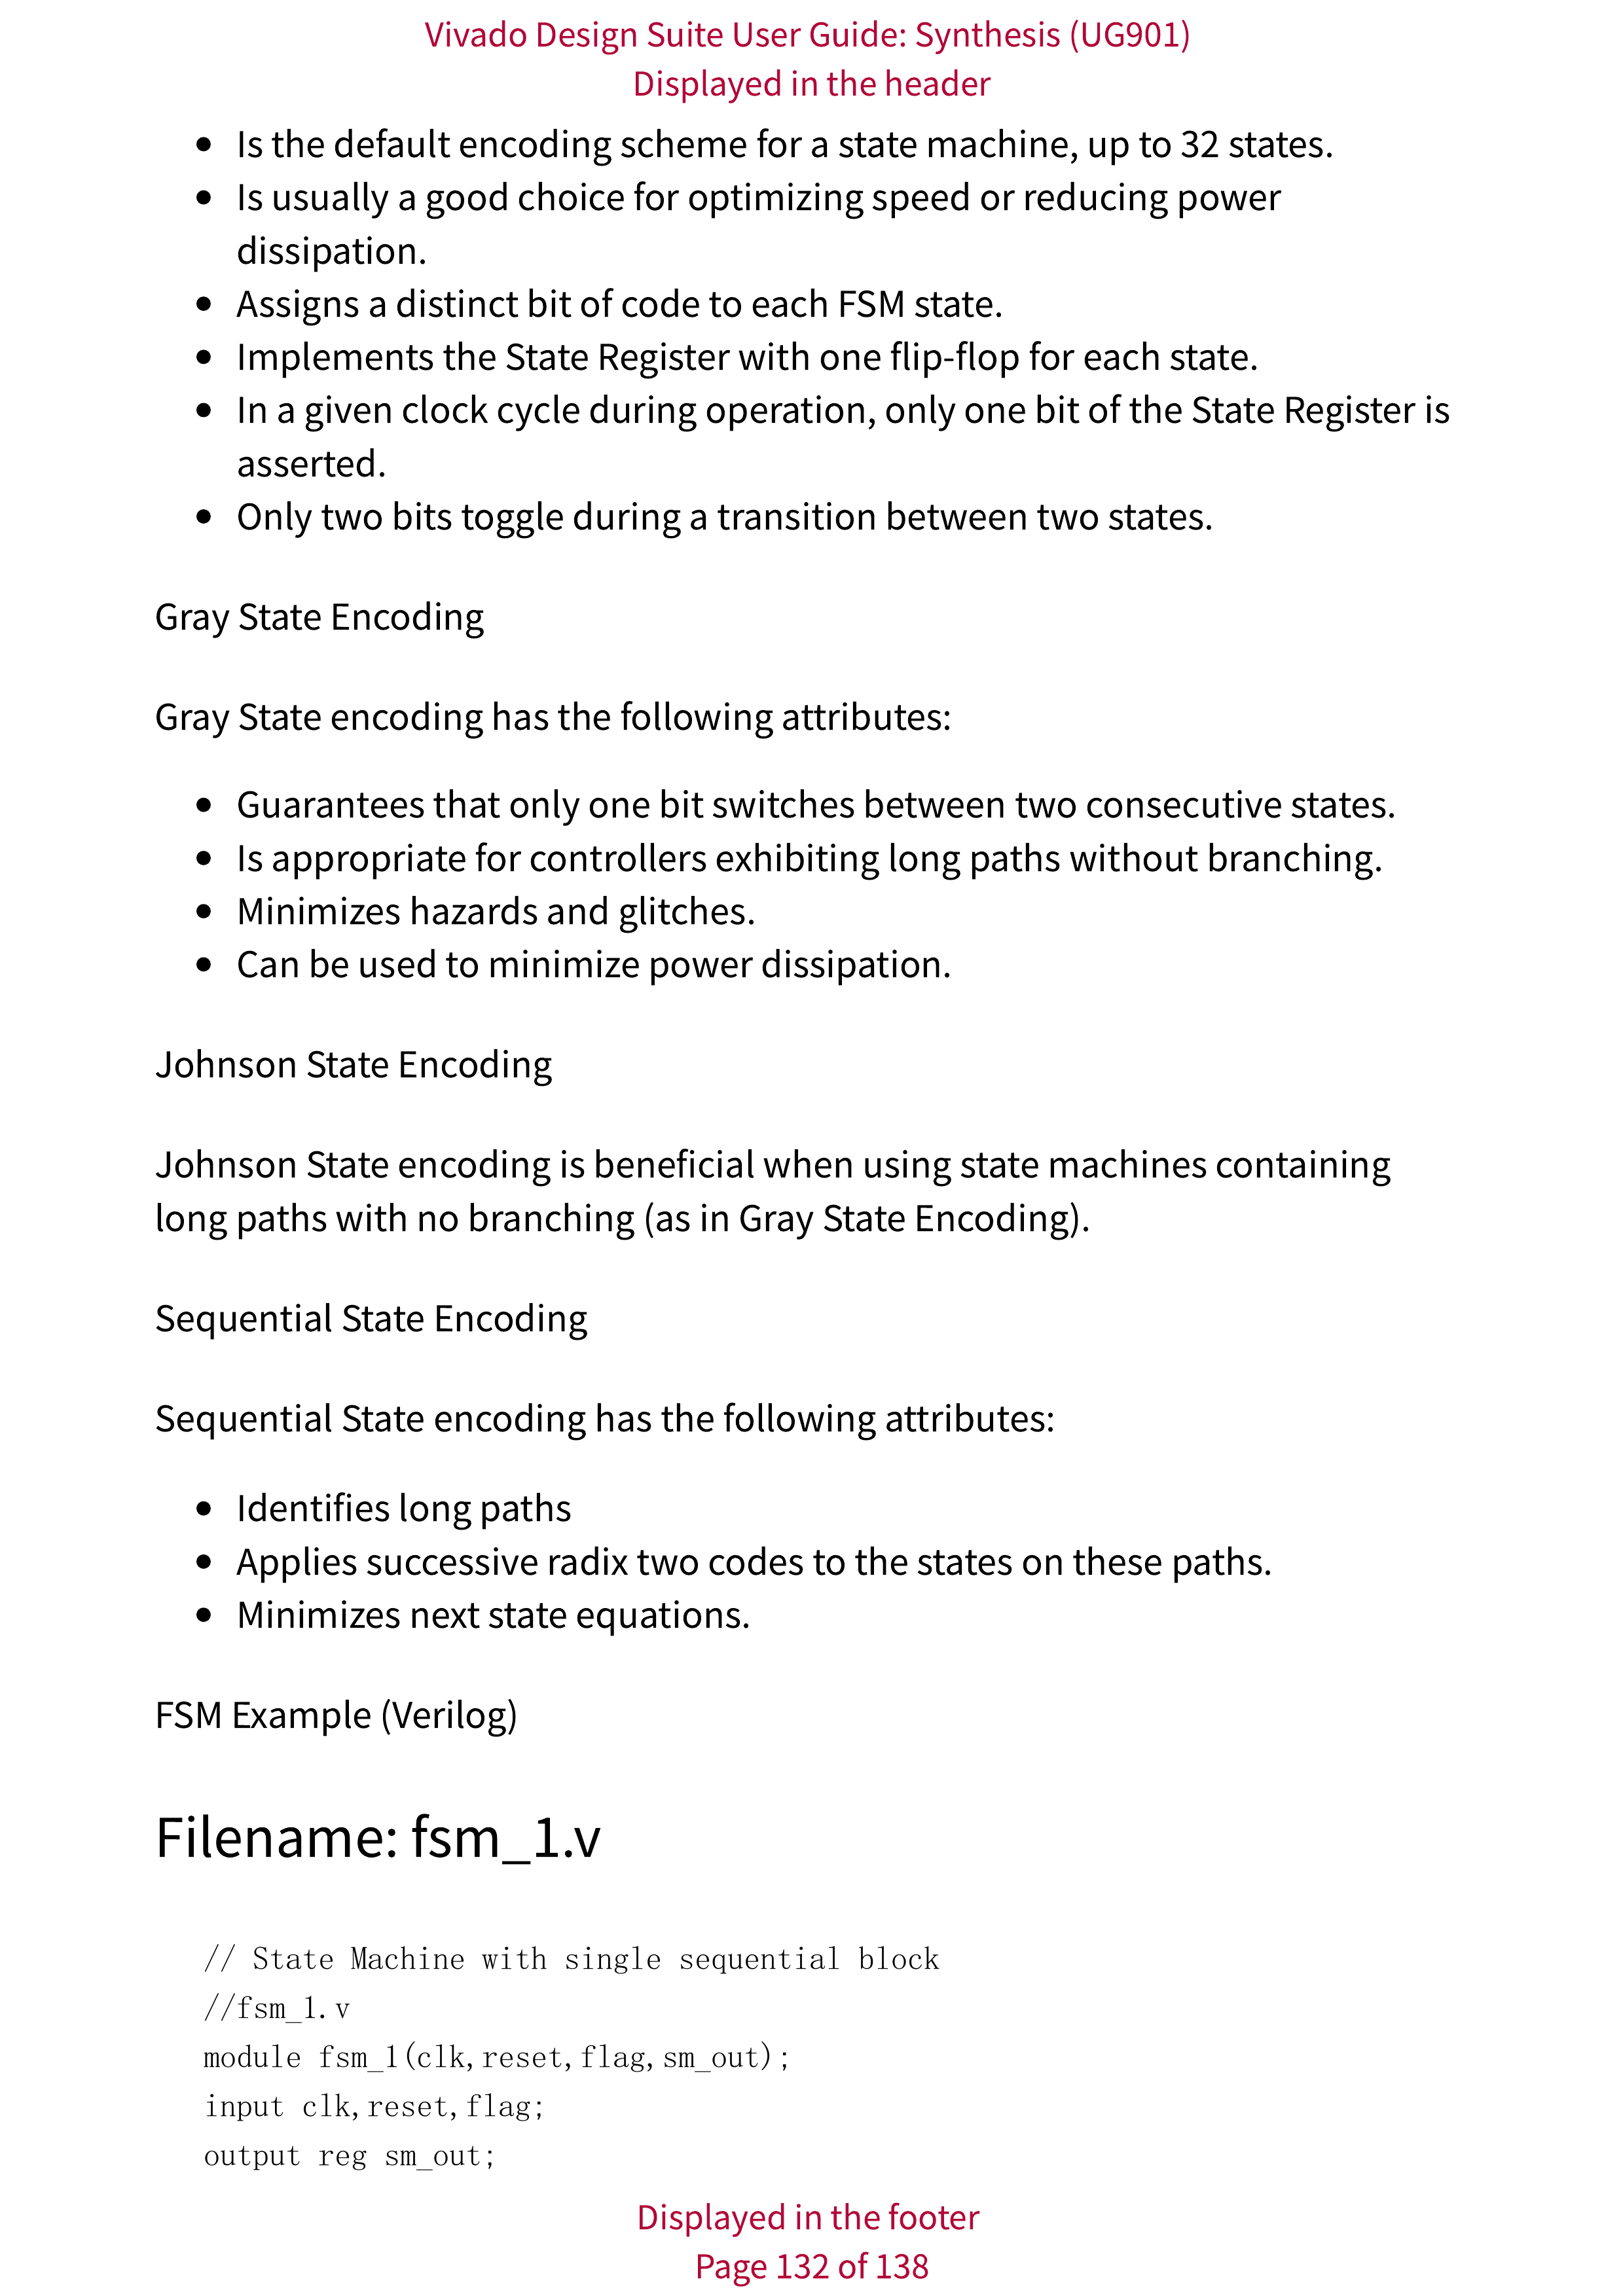 Vivado Design Suite User Guide: Synthesis (UG901)
Displayed in the header
• Is the default encoding scheme for a state machine, up to 32 states.
• Is usually a good choice for optimizing speed or reducing power
dissipation.
• Assigns a distinct bit of code to each FSM state.
• Implements the State Register with one flip-flop for each state.
• In a given clock cycle during operation, only one bit of the State Register is
asserted.
• Only two bits toggle during a transition between two states.
Gray State Encoding
Gray State encoding has the following attributes:
• Guarantees that only one bit switches between two consecutive states.
• Is appropriate for controllers exhibiting long paths without branching.
• Minimizes hazards and glitches.
• Can be used to minimize power dissipation.
Johnson State Encoding
Johnson State encoding is beneficial when using state machines containing
long paths with no branching (as in Gray State Encoding).
Sequential State Encoding
Sequential State encoding has the following attributes:
• Identifies long paths
• Applies successive radix two codes to the states on these paths.
• Minimizes next state equations.
FSM Example (Verilog)
Filename: fsm_1.v
// State Machine with single sequential block
//fsm_1.v
module fsm_1(clk,reset,flag,sm_out);
input clk,reset,flag;
output reg sm_out;
Displayed in the footer
Page 132 of 138